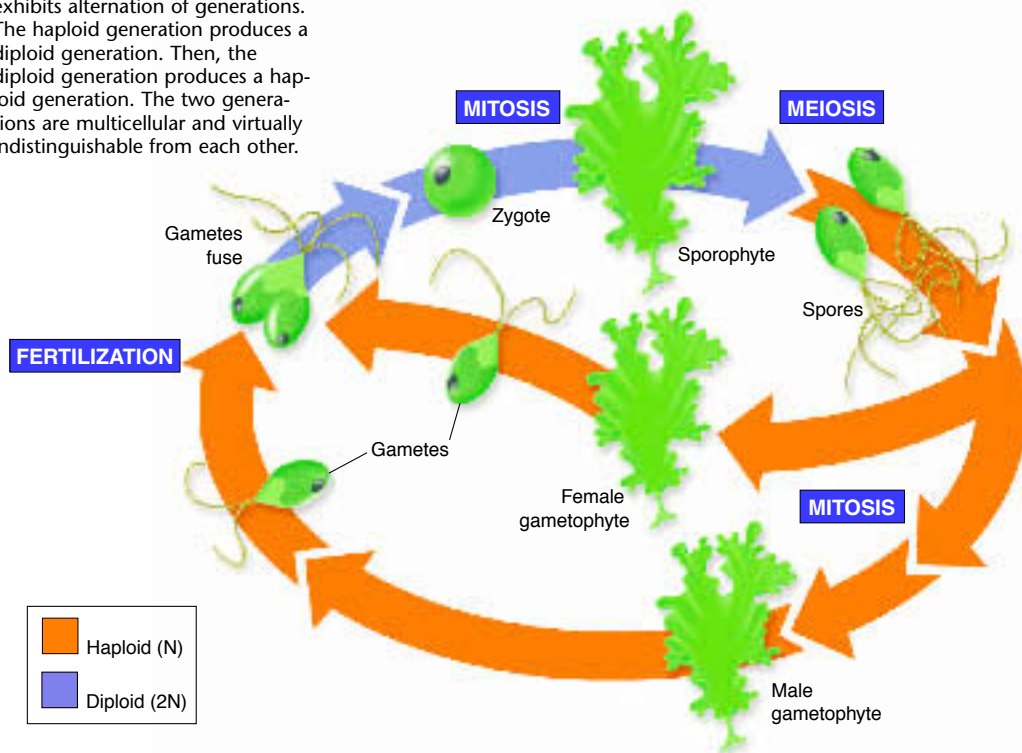 exhibits alternation of generations.
The haploid generation produces a
diploid generation. Then, the
diploid generation produces a hap-
loid generation. The two genera-
tions are multicellular and virtually
indistinguishable from each other.
MITOSIS
MEIOSIS
Zygote
Gametes
fuse
Sporophyte
Spores
FERTILIZATION
Gametes
Female
gametophyte
MITOSIS
Haploid (N)
Diploid (2N)
Male
gametophyte